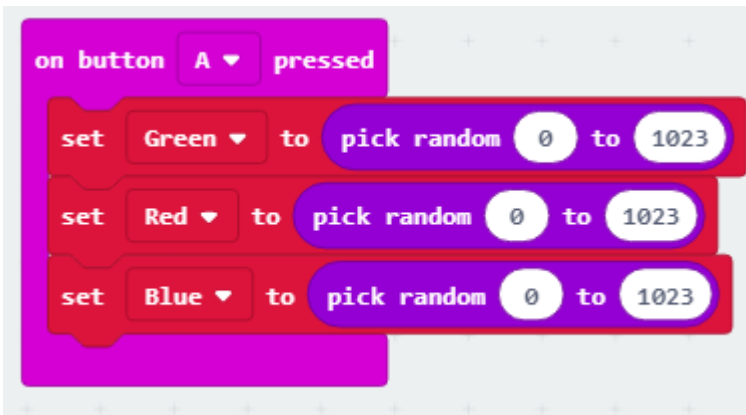 on button A pressed
set Green to pick random 0 to 1023
set Red to pick random 0 to 1023
set Blue to pick random 0 to 1023